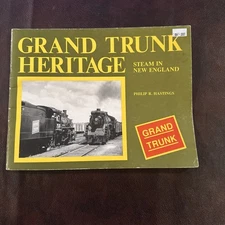 GRAND TRUNK
HERITAGE
STEAM IN
NEW ENGLAND
PHILIP R. HASTINGS
GRAND
TRUNK